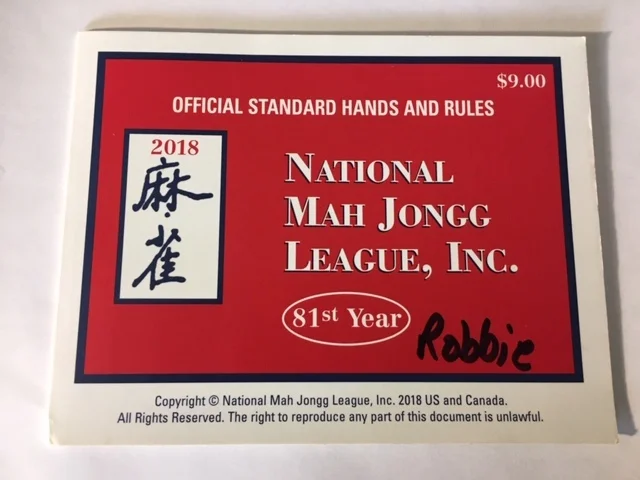 $9.00
OFFICIAL STANDARD HANDS AND RULES
2018
麻
雀
NATIONAL
MAH JONGG
LEAGUE, INC.
81st Year
Robbie
Copyright © National Mah Jongg League, Inc. 2018 US and Canada.
All Rights Reserved. The right to reproduce any part of this document is unlawful.